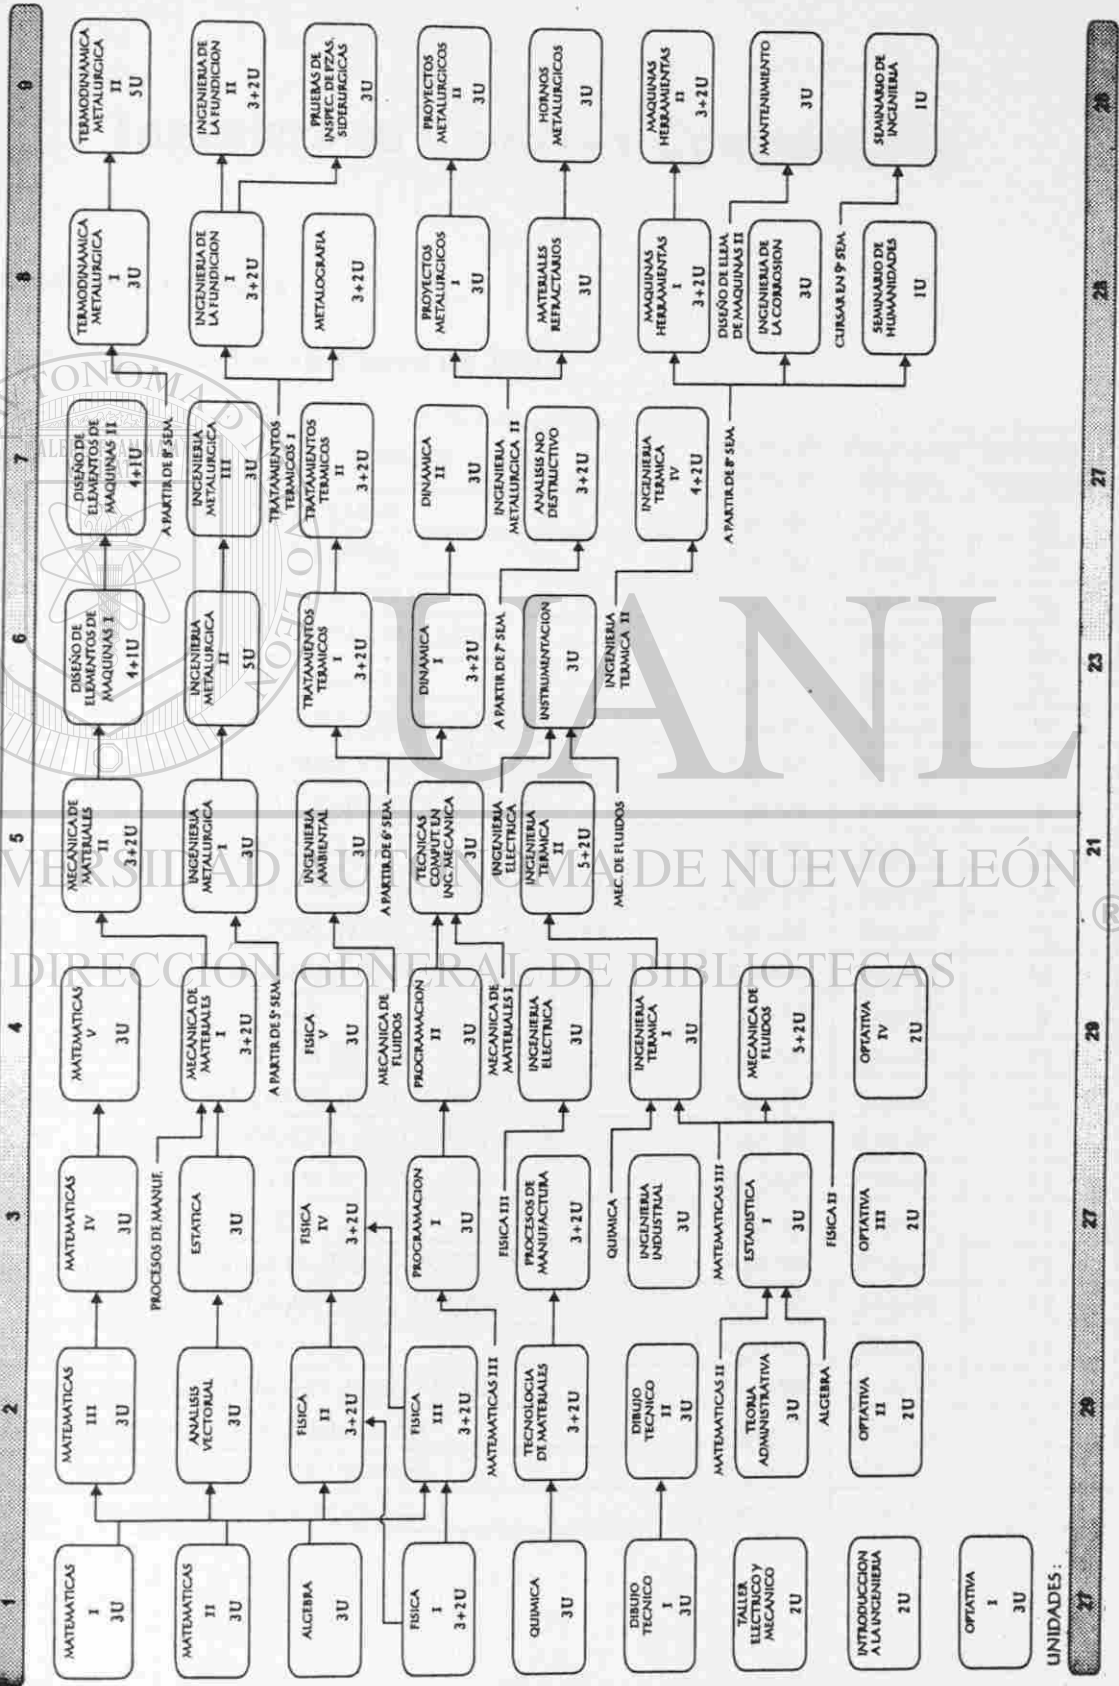 1
2
3
4
5
6
7
8
9
MATEMATICAS
I
3U
MATEMATICAS
II
3U
ALGEBRA
3U
FISICA
I
3+2U
QUIMICA
3U
DIBUJO
TECNICO
I
3U
TALLER
ELECTRICO Y
MECANICO
2U
INTRODUCCION
A LA INGENIERIA
2U
OPTATIVA
I
3U
MATEMATICAS
III
3U
ANALISIS
VECTORIAL
3U
FISICA
II
3+2U
FISICA
III
3+2U
MATEMATICAS III
TECNOLOGIA
DE MATERIALES
3+2U
DIBUJO
TECNICO
II
3U
MATEMATICAS II
TEORIA
ADMINISTRATIVA
3U
ALGEBRA
OPTATIVA
II
2U
MATEMATICAS
IV
3U
PROCESOS DE MANUF.
ESTATICA
3U
FISICA
IV
3+2U
PROGRAMACION
I
3U
FISICA III
PROCESOS DE
MANUFACTURA
3+2U
QUIMICA
INGENIERIA
INDUSTRIAL
3U
MATEMATICAS III
ESTADISTICA
I
3U
FISICA II
OPTATIVA
III
2U
MATEMATICAS
V
3U
MECANICA DE
MATERIALES
I
3+2U
A PARTIR DE 5º SEM.
FISICA
V
3U
MECANICA DE
FLUIDOS
PROGRAMACION
II
3U
MECANICA DE
MATERIALES I
INGENIERIA
ELECTRICA
3U
INGENIERIA
TERMICA
I
3U
MECANICA DE
FLUIDOS
5+2U
OPTATIVA
IV
2U
MECANICA DE
MATERIALES
II
3+2U
INGENIERIA
METALURGICA
I
3U
INGENIERIA
AMBIENTAL
3U
A PARTIR DE 6º SEM.
TECNICAS
COMPUT EN
ING. MECANICA
3U
INGENIERIA
ELECTRICA
INGENIERIA
TERMICA
II
5+2U
MEC. DE FLUIDOS
DISEÑO DE
ELEMENTOS DE
MAQUINAS I
4+1U
INGENIERIA
METALURGICA
II
5U
TRATAMIENTOS
TERMICOS
I
3+2U
DINAMICA
I
3+2U
A PARTIR DE 7º SEM.
INSTRUMENTACION
3U
INGENIERIA
TERMICA II
DISEÑO DE
ELEMENTOS DE
MAQUINAS II
4+1U
A PARTIR DE 8º SEM.
INGENIERIA
METALURGICA
III
3U
TRATAMIENTOS
TERMICOS I
TRATAMIENTOS
TERMICOS
II
3+2U
DINAMICA
II
3U
INGENIERIA
METALURGICA II
ANALISIS NO
DESTRUCTIVO
3+2U
INGENIERIA
TERMICA
IV
4+2U
A PARTIR DE 8º SEM.
TERMODINAMICA
METALURGICA
I
3U
INGENIERIA DE
LA FUNDICION
I
3+2U
METALOGRAFIA
3+2U
PROYECTOS
METALURGICOS
I
3U
MATERIALES
REFRACTARIOS
3U
MAQUINAS
HERRAMIENTAS
I
3+2U
DISEÑO DE ELEM.
DE MAQUINAS II
INGENIERIA DE
LA CORROSION
3U
CURSAR EN 9º SEM.
SEMINARIO DE
HUMANIDADES
1U
TERMODINAMICA
METALURGICA
II
5U
INGENIERIA DE
LA FUNDICION
II
3+2U
PRUEBAS DE
INSPEC. DE PZAS.
SIDERURGICAS
3U
PROYECTOS
METALURGICOS
II
3U
HORNOS
METALURGICOS
3U
MAQUINAS
HERRAMIENTAS
II
3+2U
MANTENIMIENTO
3U
SEMINARIO DE
INGENIERIA
1U
UNIDADES:
27
29
27
29
21
23
27
28
26
UANL
VERSIDAD AUTÓNOMA DE NUEVO LEÓN
®
DIRECCIÓN GENERAL DE BIBLIOTECAS